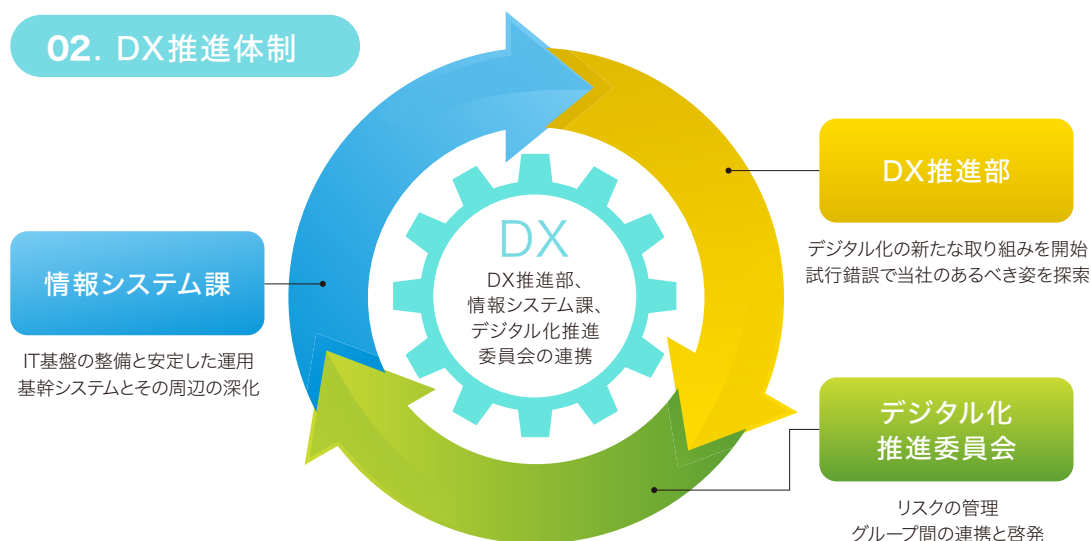 02. DX推進体制
DX推進部
デジタル化の新たな取り組みを開始
試行錯誤で当社のあるべき姿を探索
DX
DX推進部、
情報システム課、
デジタル化推進
委員会の連携
情報システム課
IT基盤の整備と安定した運用
基幹システムとその周辺の深化
デジタル化
推進委員会
リスクの管理
グループ間の連携と啓発